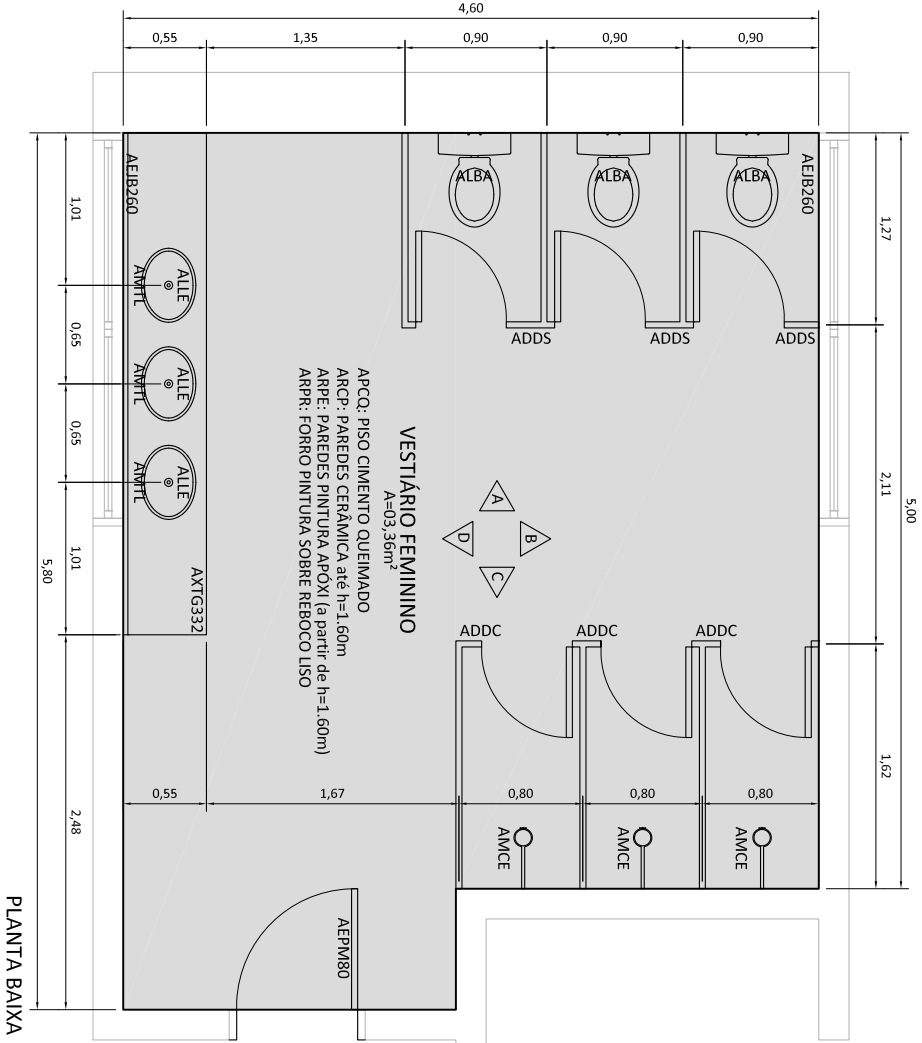 4,60
0,55
1,35
0,90
0,90
0,90
AEJB260
ALBA
ALBA
ALBA
AEJB260
1,01
1,27
ALLE
AMTL
ADDS
ADDS
ADDS
0,65
ALLE
AMTL
0,65
ALLE
AMTL
VESTIÁRIO FEMININO
A=03,36m²
APCQ: PISO CIMENTO QUEIMADO
ARCP: PAREDES CERÂMICA até h=1.60m
ARPE: PAREDES PINTURA APÓXI (a partir de h=1.60m)
ARPR: FORRO PINTURA SOBRE REBOCO LISO
A
B
C
D
2,11
5,00
1,01
5,80
AXTG332
ADDC
ADDC
ADDC
1,62
0,55
1,67
0,80
0,80
0,80
2,48
AMCE
AMCE
AMCE
AEPM80
PLANTA BAIXA